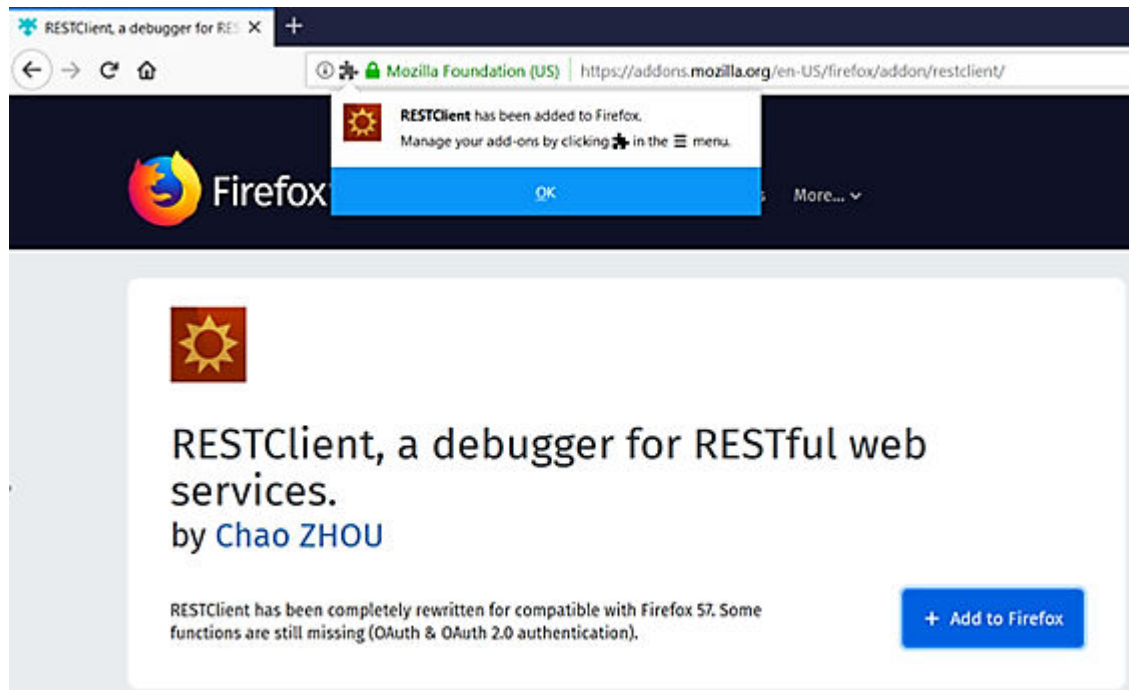 RESTClient, a debugger for RES
Mozilla Foundation (US) https://addons.mozilla.org/en-US/firefox/addon/restclient/
RESTClient has been added to Firefox.
Manage your add-ons by clicking in the ☰ menu.
OK
Firefox
s More...
RESTClient, a debugger for RESTful web
services.
by Chao ZHOU
RESTClient has been completely rewritten for compatible with Firefox 57. Some
functions are still missing (OAuth & OAuth 2.0 authentication).
+ Add to Firefox